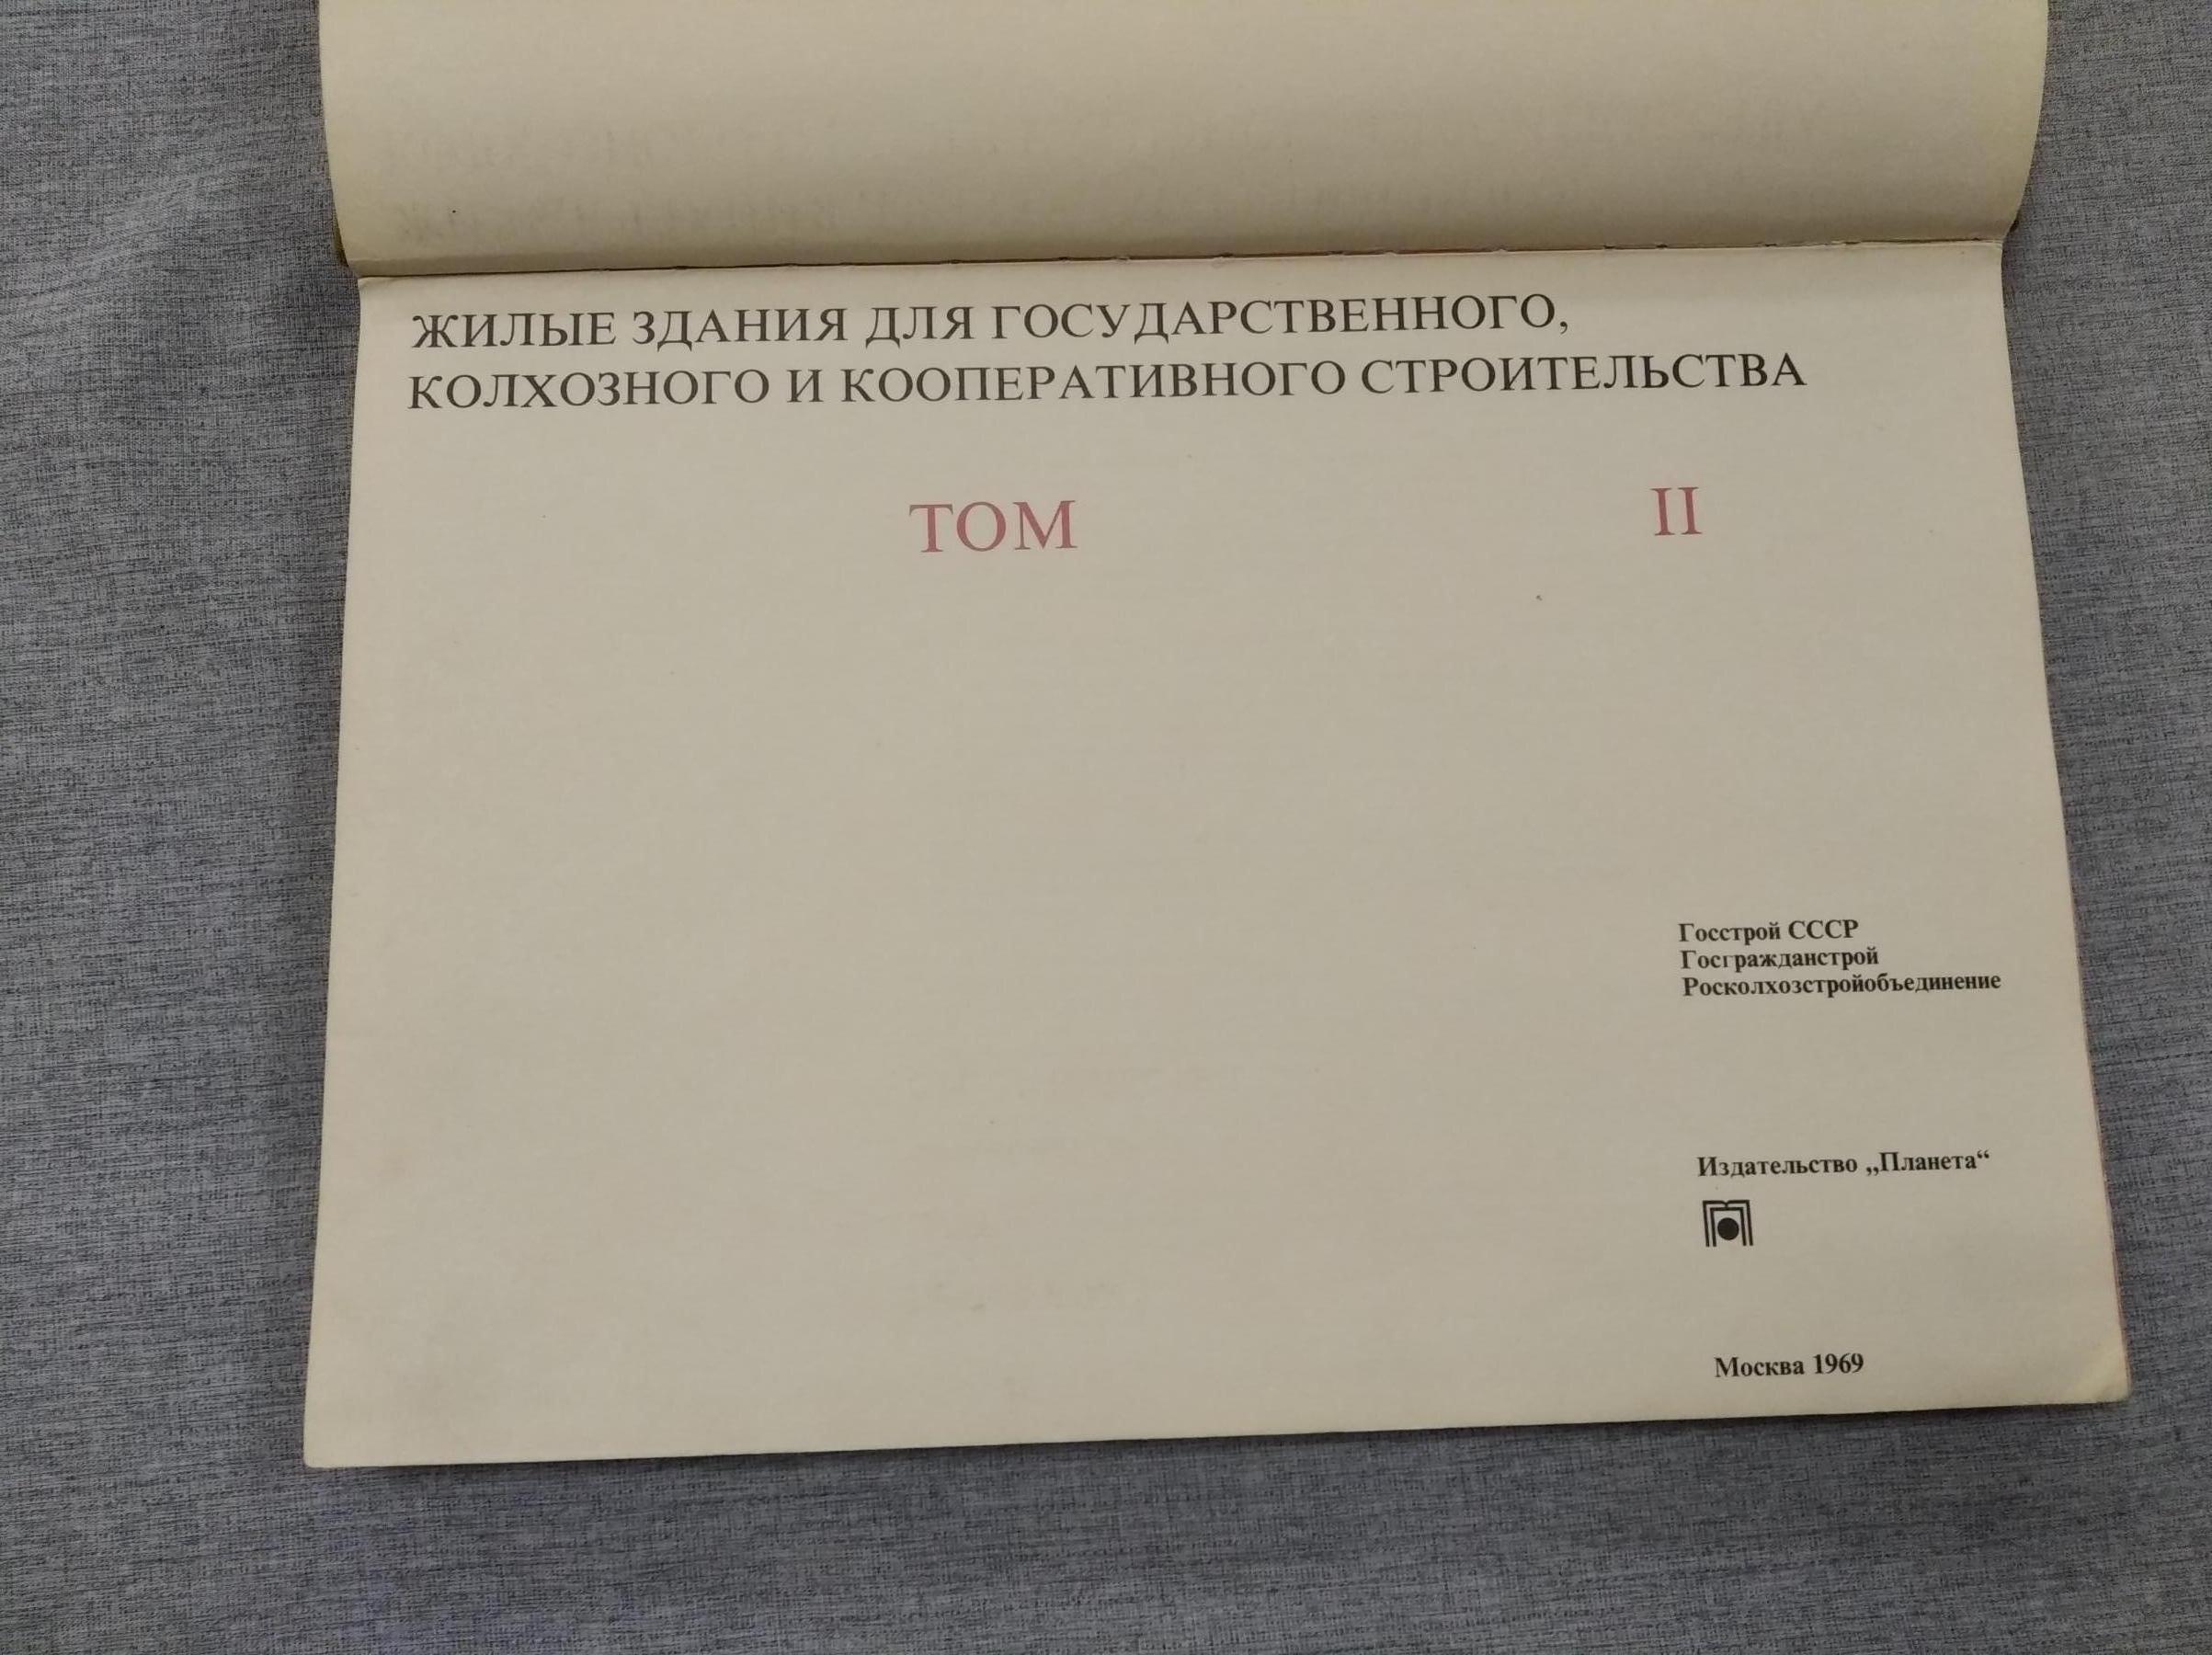 ЖИЛЫЕ ЗДАНИЯ ДЛЯ ГОСУДАРСТВЕННОГО,
КОЛХОЗНОГО И КООПЕРАТИВНОГО СТРОИТЕЛЬСТВА
ТОМ II
Госстрой СССР
Госгражданстрой
Росколхозстройобъединение
Издательство „Планета“
Москва 1969